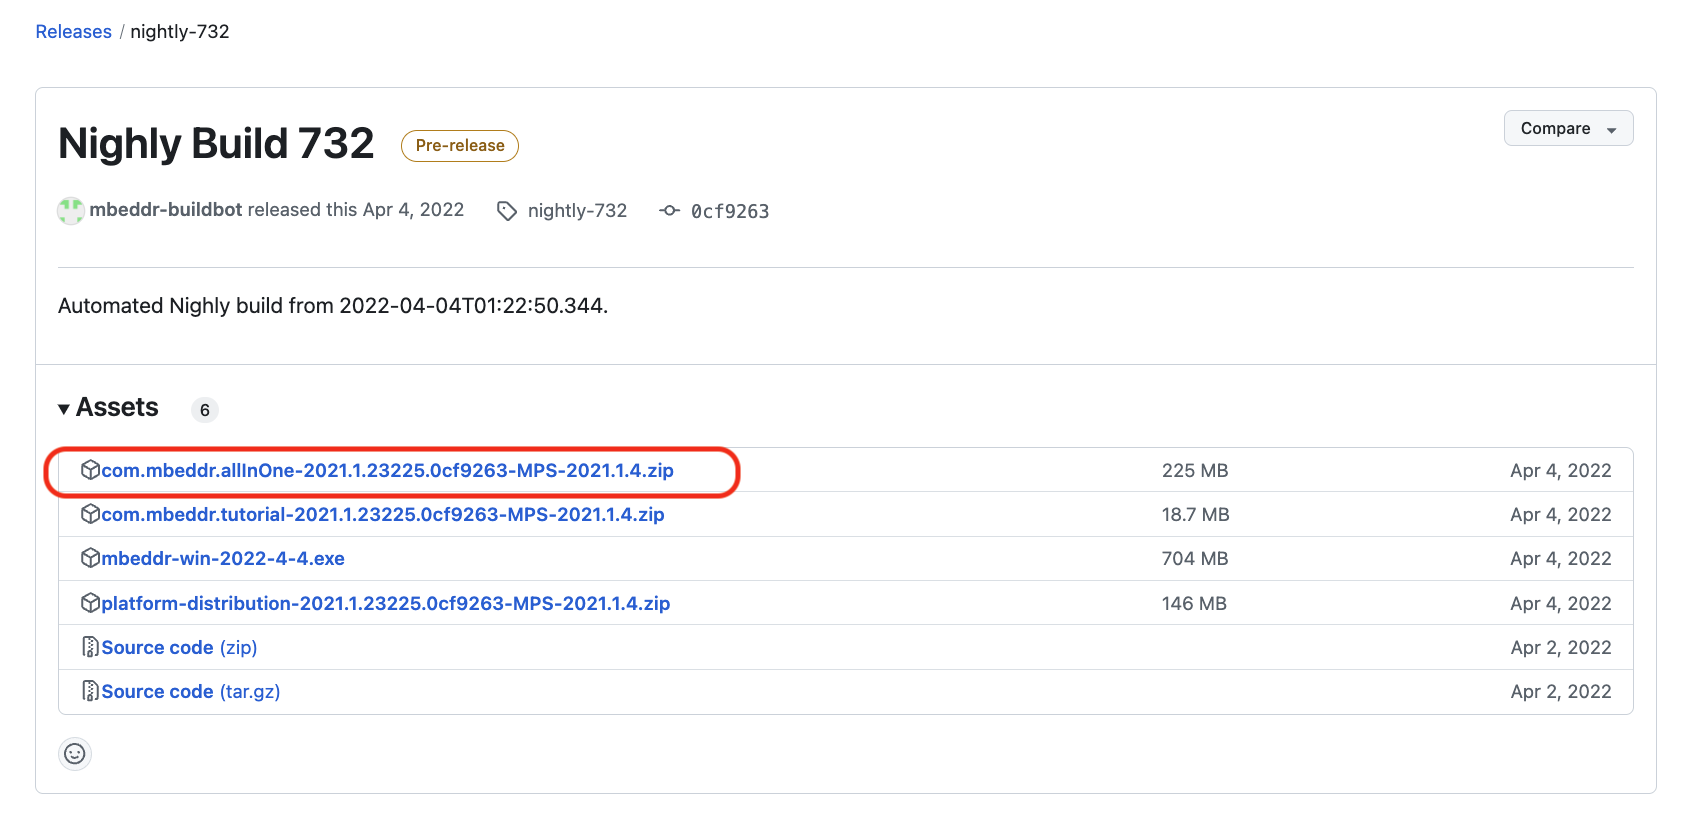 Releases / nightly-732
Nighly Build 732 Pre-release Compare
mbeddr-buildbot released this Apr 4, 2022 nightly-732 0cf9263
Automated Nighly build from 2022-04-04T01:22:50.344.
Assets 6
com.mbeddr.allInOne-2021.1.23225.0cf9263-MPS-2021.1.4.zip 225 MB Apr 4, 2022
com.mbeddr.tutorial-2021.1.23225.0cf9263-MPS-2021.1.4.zip 18.7 MB Apr 4, 2022
mbeddr-win-2022-4-4.exe 704 MB Apr 4, 2022
platform-distribution-2021.1.23225.0cf9263-MPS-2021.1.4.zip 146 MB Apr 4, 2022
Source code (zip) Apr 2, 2022
Source code (tar.gz) Apr 2, 2022